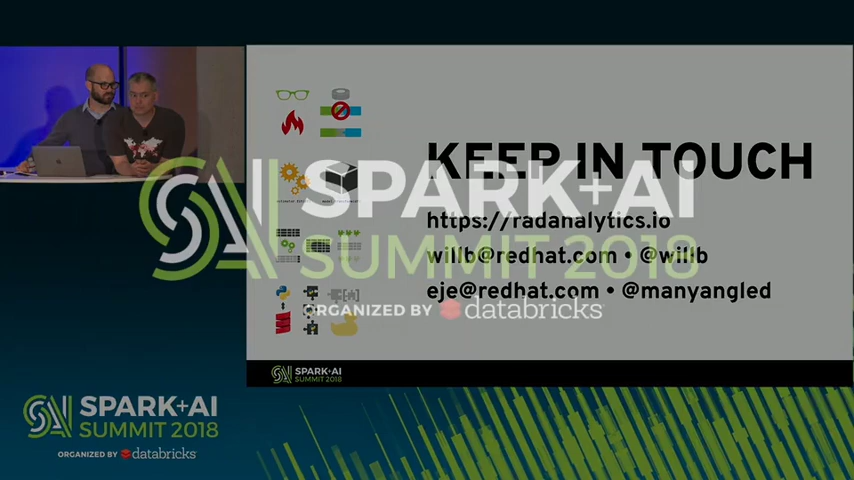 KEEP IN TOUCH
https://radanalytics.io
willb@redhat.com • @willb
eje@redhat.com • @manyangled
SPARK+AI
SUMMIT 2018
ORGANIZED BY databricks
SPARK+AI
SUMMIT 2018
SPARK+AI
SUMMIT 2018
ORGANIZED BY databricks